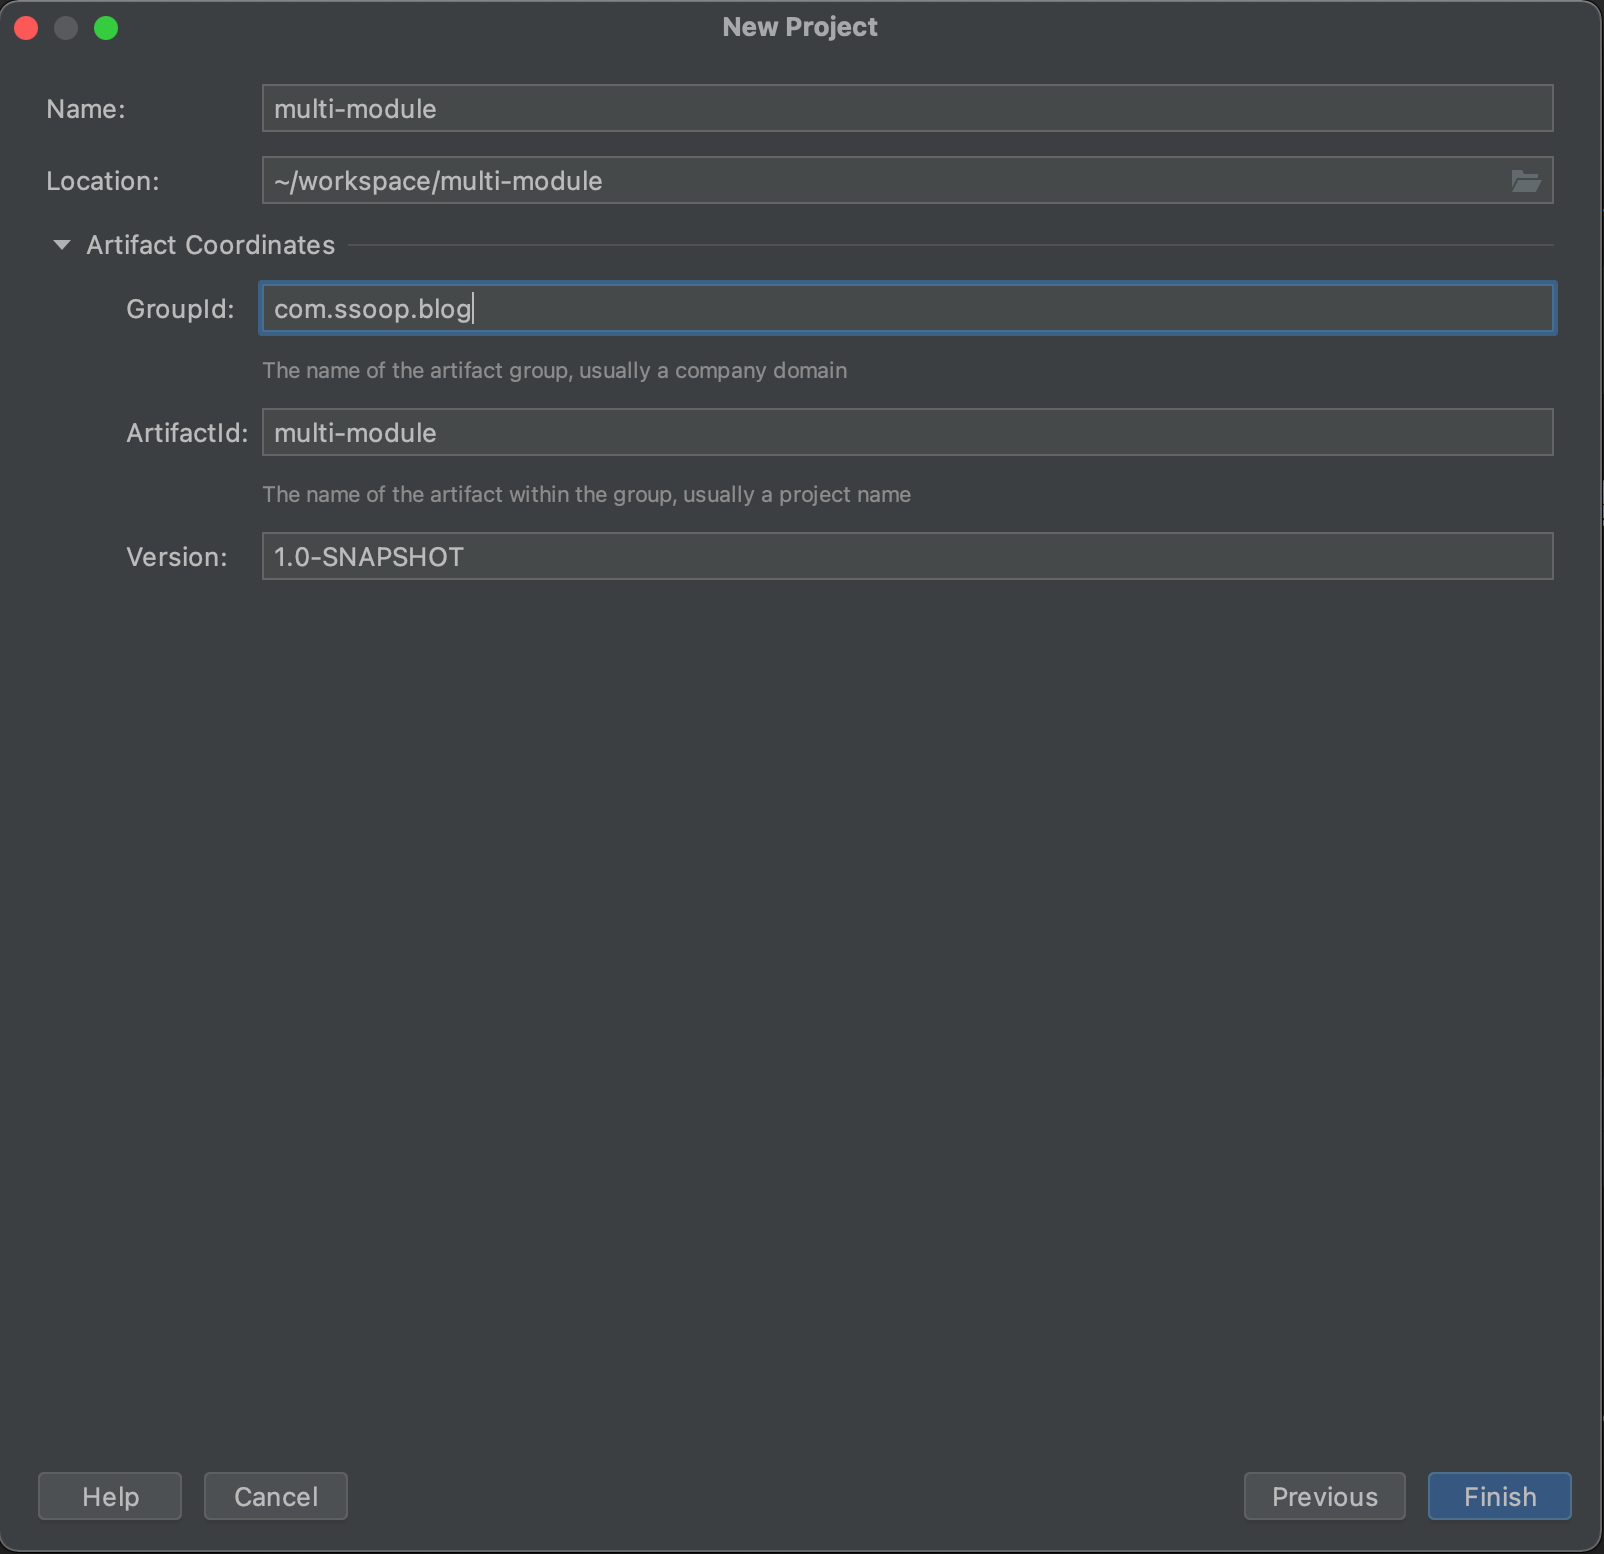 New Project
Name: multi-module
Location: ~/workspace/multi-module
Artifact Coordinates
GroupId: com.ssoop.blog
The name of the artifact group, usually a company domain
ArtifactId: multi-module
The name of the artifact within the group, usually a project name
Version: 1.0-SNAPSHOT
Help Cancel Previous Finish